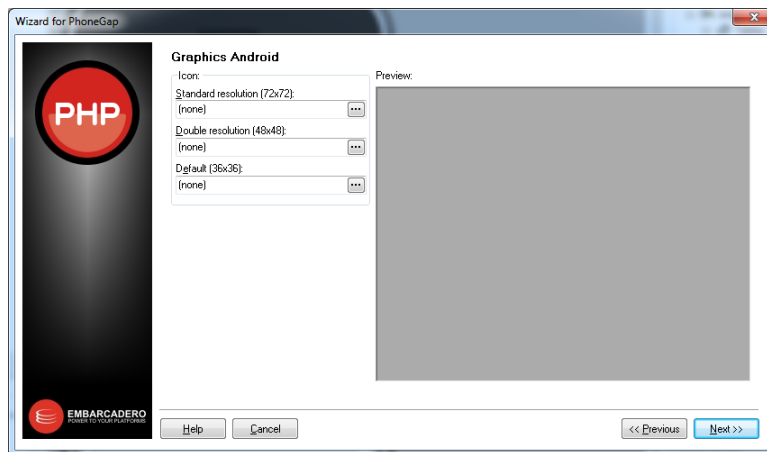 Wizard for PhoneGap
PHP
Graphics Android
Icon:
Preview:
Standard resolution (72x72):
(none)
...
Double resolution (48x48):
(none)
...
Default (36x36):
(none)
...
EMBARCADERO
POWER TO YOUR PLATFORMS
Help
Cancel
<< Previous
Next >>